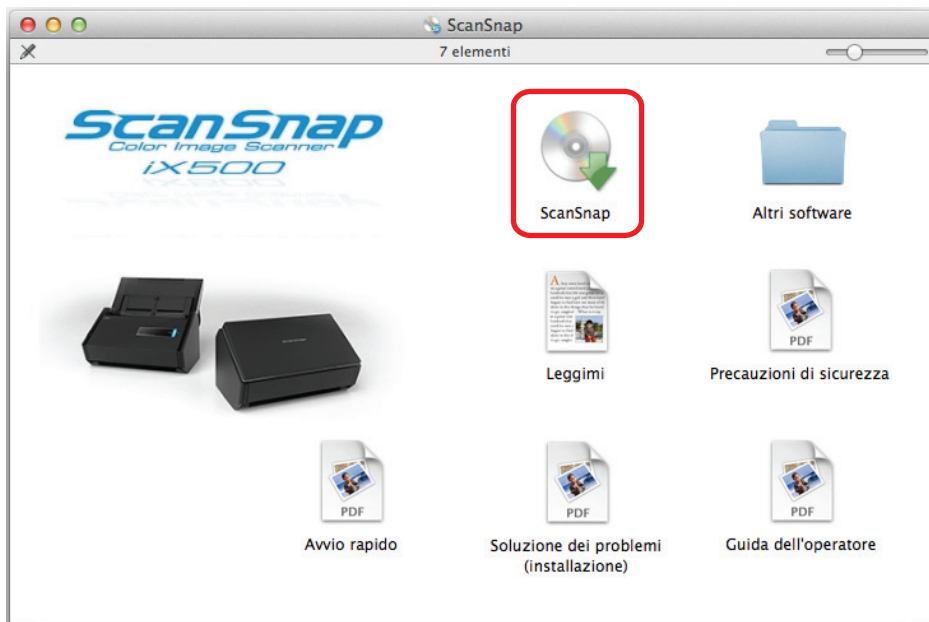 ScanSnap
7 elementi
ScanSnap
Color Image Scanner
iX500
ScanSnap
Altri software
Leggimi
PDF
Precauzioni di sicurezza
PDF
Avvio rapido
PDF
Soluzione dei problemi
(installazione)
PDF
Guida dell'operatore